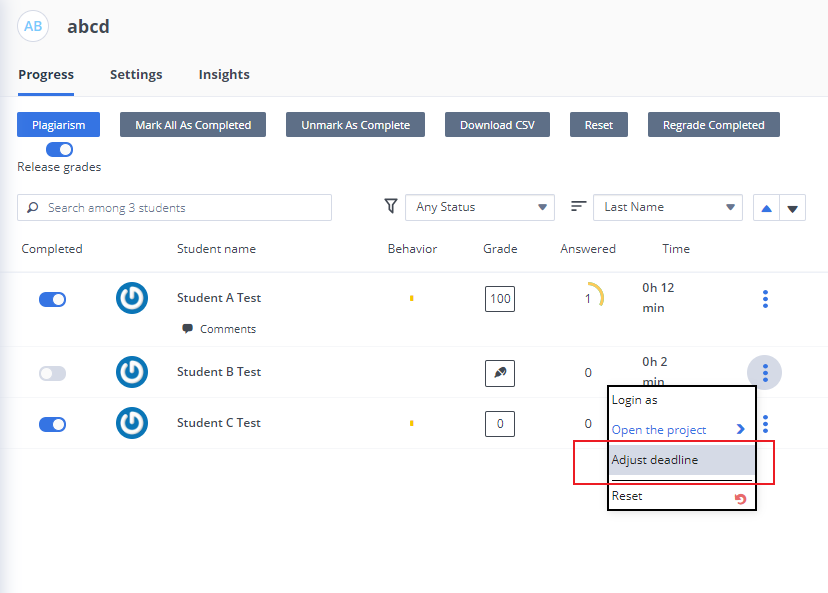 AB abcd
Progress Settings Insights
Plagiarism Mark All As Completed Unmark As Complete Download CSV Reset Regrade Completed
Release grades
Search among 3 students Any Status Last Name
Completed Student name Behavior Grade Answered Time
Student A Test 100 1 0h 12
min
Comments
Student B Test 0 0h 2
min
Login as
Student C Test 0 0
Open the project
Adjust deadline
Reset